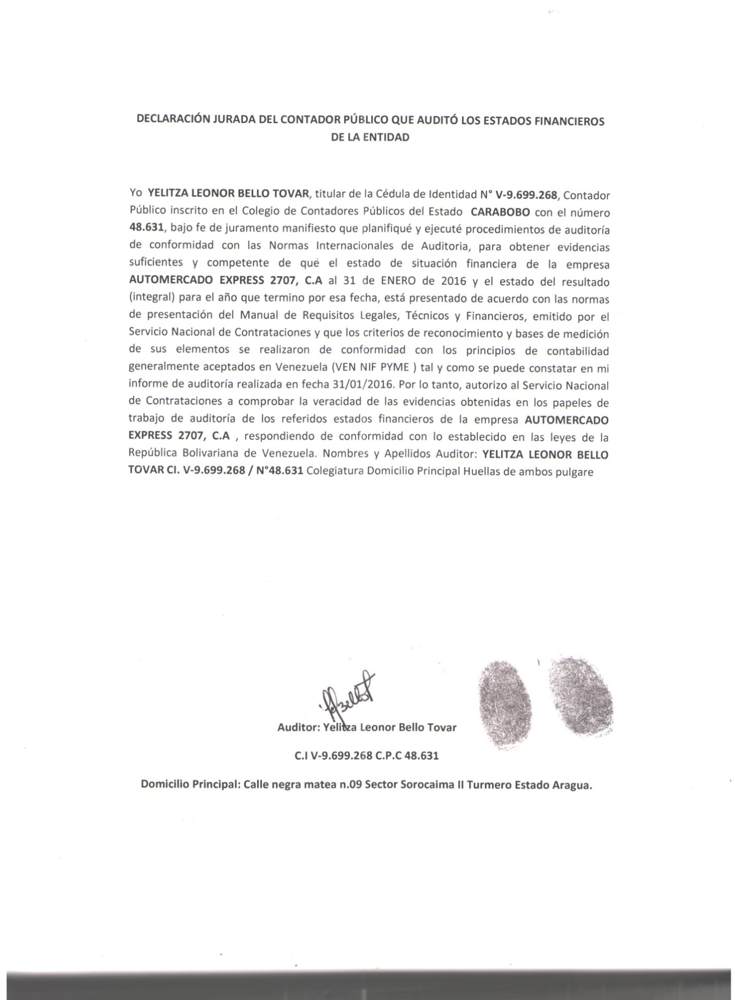 DECLARACIÓN JURADA DEL CONTADOR PÚBLICO QUE AUDITÓ LOS ESTADOS FINANCIEROS
DE LA ENTIDAD
Yo YELITZA LEONOR BELLO TOVAR, titular de la Cédula de Identidad N° V-9.699.268, Contador
Público inscrito en el Colegio de Contadores Públicos del Estado CARABOBO con el número
48.631, bajo fe de juramento manifiesto que planifiqué y ejecuté procedimientos de auditoría
de conformidad con las Normas Internacionales de Auditoria, para obtener evidencias
suficientes y competente de què el estado de situación financiera de la empresa
AUTOMERCADO EXPRESS 2707, C.A al 31 de ENERO de 2016 y el estado del resultado
(integral) para el año que termino por esa fecha, está presentado de acuerdo con las normas
de presentación del Manual de Requisitos Legales, Técnicos y Financieros, emitido por el
Servicio Nacional de Contrataciones y que los criterios de reconocimiento y bases de medición
de sus elementos se realizaron de conformidad con los principios de contabilidad
generalmente aceptados en Venezuela (VEN NIF PYME ) tal y como se puede constatar en mi
informe de auditoría realizada en fecha 31/01/2016. Por lo tanto, autorizo al Servicio Nacional
de Contrataciones a comprobar la veracidad de las evidencias obtenidas en los papeles de
trabajo de auditoría de los referidos estados financieros de la empresa AUTOMERCADO
EXPRESS 2707, C.A , respondiendo de conformidad con lo establecido en las leyes de la
República Bolivariana de Venezuela. Nombres y Apellidos Auditor: YELITZA LEONOR BELLO
TOVAR CI. V-9.699.268 / N°48.631 Colegiatura Domicilio Principal Huellas de ambos pulgare
Auditor: Yelitza Leonor Bello Tovar
C.I V-9.699.268 C.P.C 48.631
Domicilio Principal: Calle negra matea n.09 Sector Sorocaima II Turmero Estado Aragua.